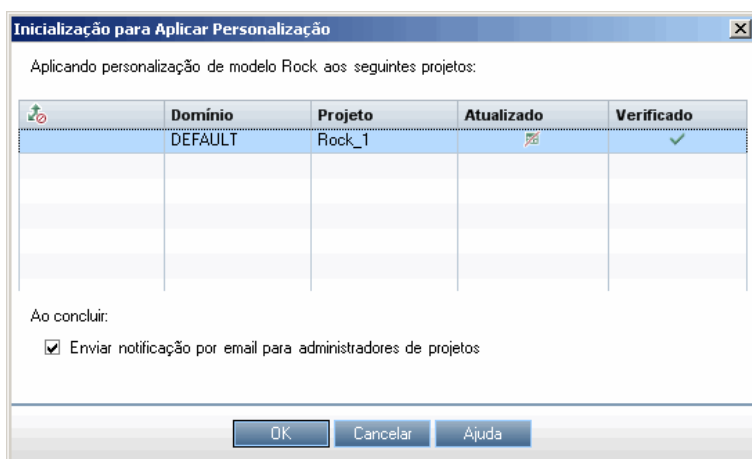 Inicialização para Aplicar Personalização
Aplicando personalização de modelo Rock aos seguintes projetos:
Domínio Projeto Atualizado Verificado
DEFAULT Rock_1
Ao concluir:
Enviar notificação por email para administradores de projetos
OK Cancelar Ajuda